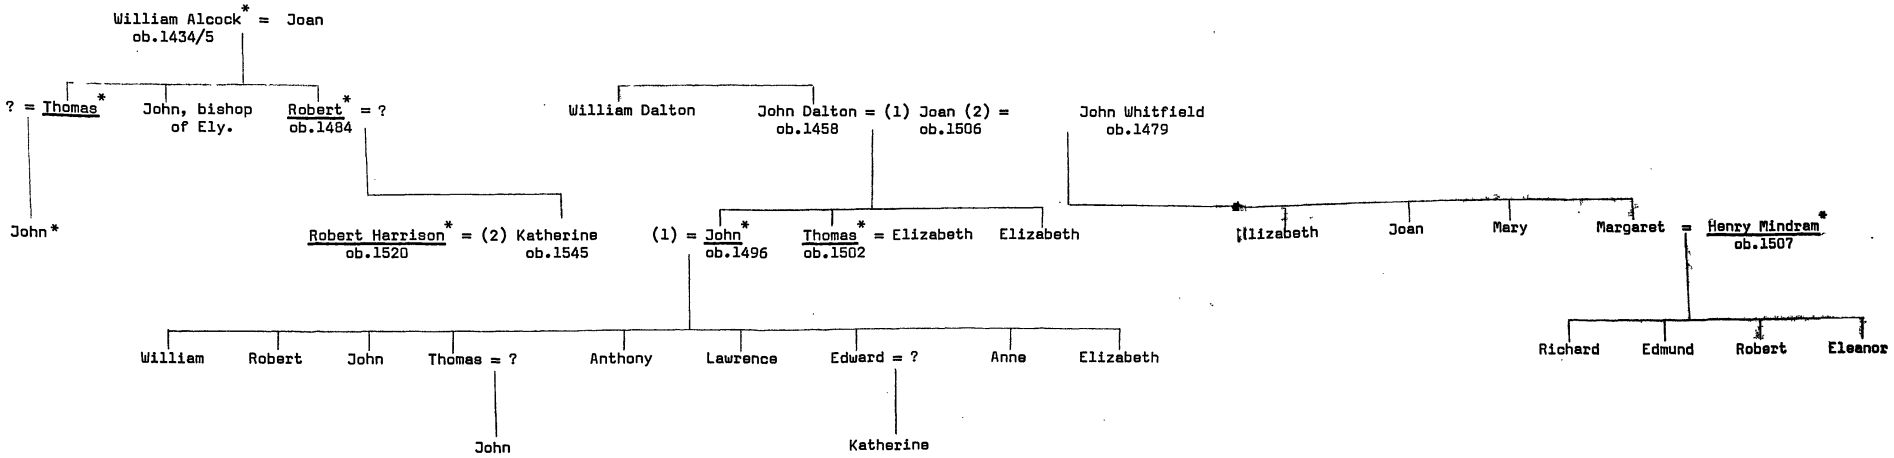 William Alcock* = Joan
ob.1434/5
? = Thomas* John, bishop Robert* = ? William Dalton John Dalton = (1) Joan (2) = John Whitfield
of Ely. ob.1484 ob.1458 ob.1506 ob.1479
John* Robert Harrison* = (2) Katherine (1) = John* Thomas* = Elizabeth Elizabeth Elizabeth Joan Mary Margaret = Henry Mindram*
ob.1520 ob.1545 ob.1496 ob.1502 ob.1507
William Robert John Thomas = ? Anthony Lawrence Edward = ? Anne Elizabeth Richard Edmund Robert Eleanor
John Katherine